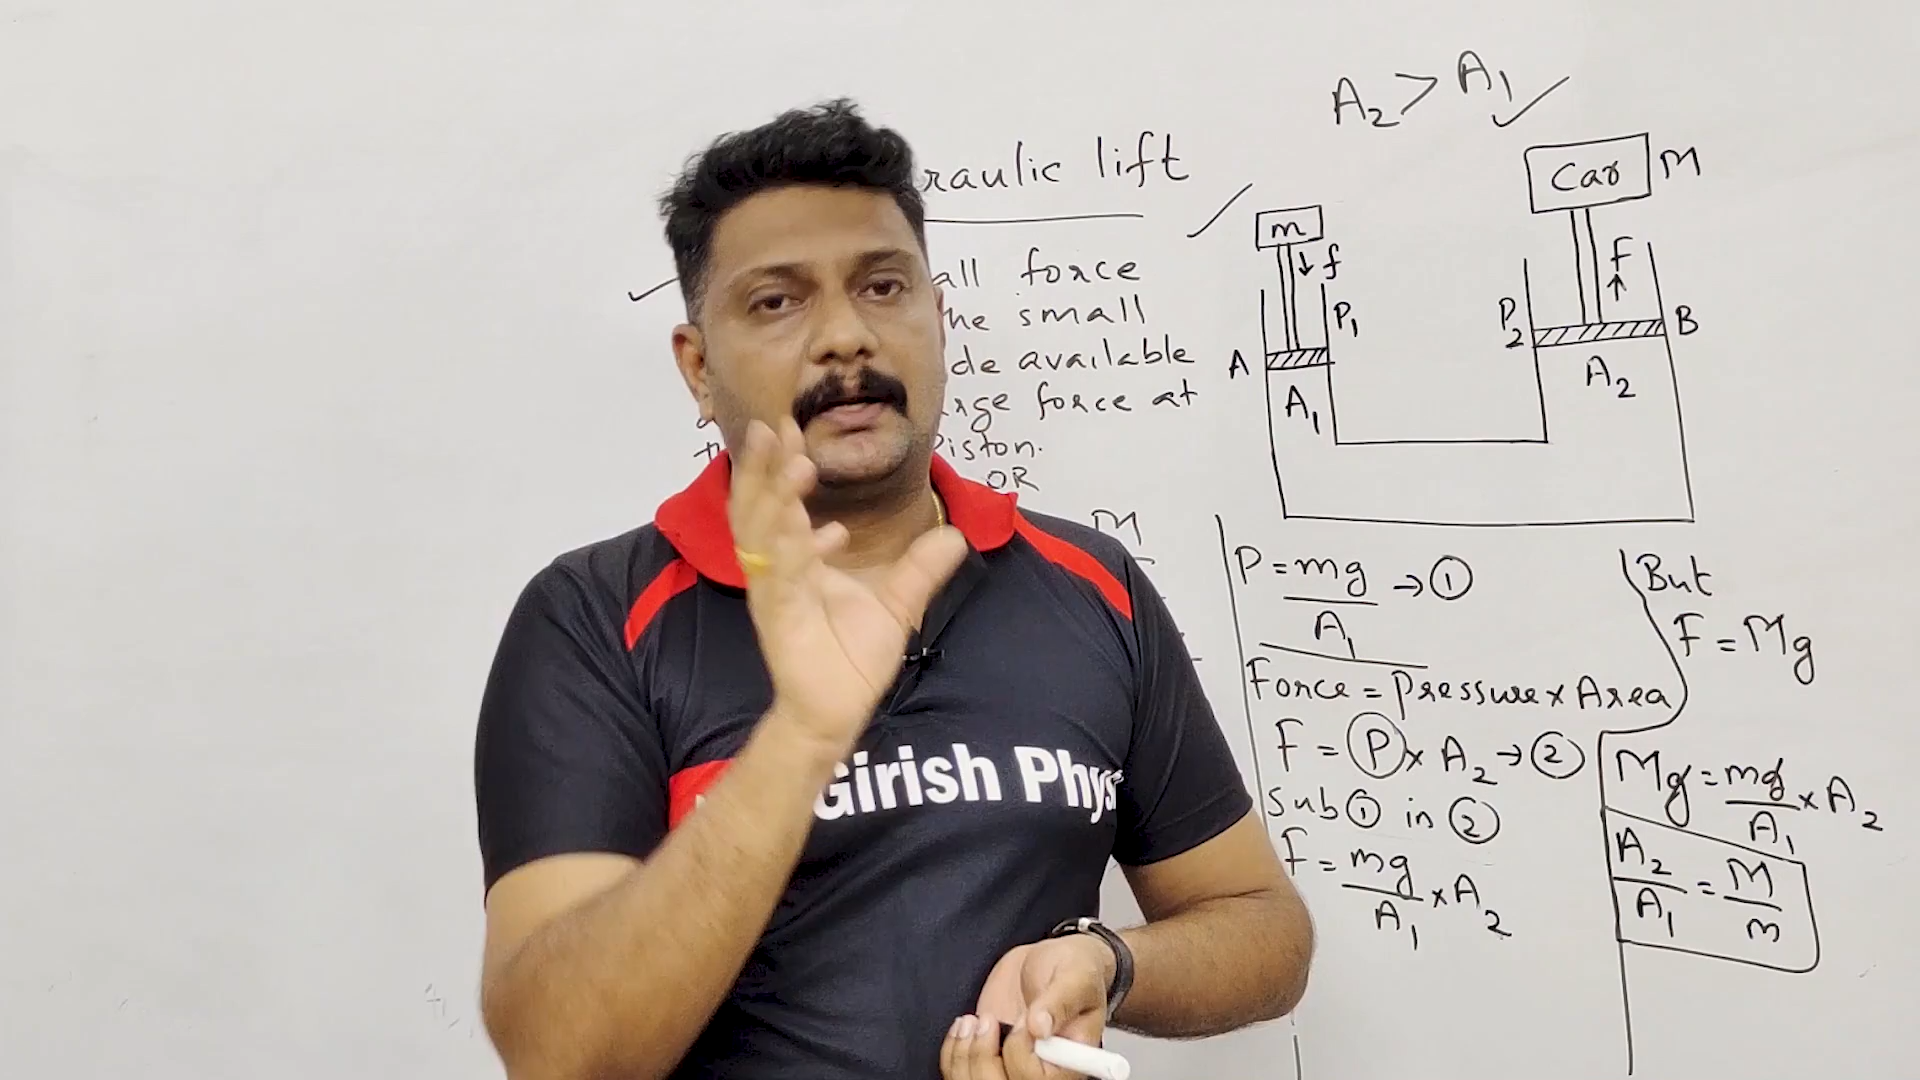 raulic lift
all force
he small
de available
rge force at
Piston.
OR
M
A₂ > A₁
Car M
m
f
F
P₁
P₂
A
B
A₁
A₂
P = mg/A₁ → ①
Force = Pressure × Area
F = P × A₂ → ②
Sub ① in ②
F = mg/A₁ × A₂
But
F = Mg
Mg = mg/A₁ × A₂
A₂/A₁ = M/m
Girish Phys